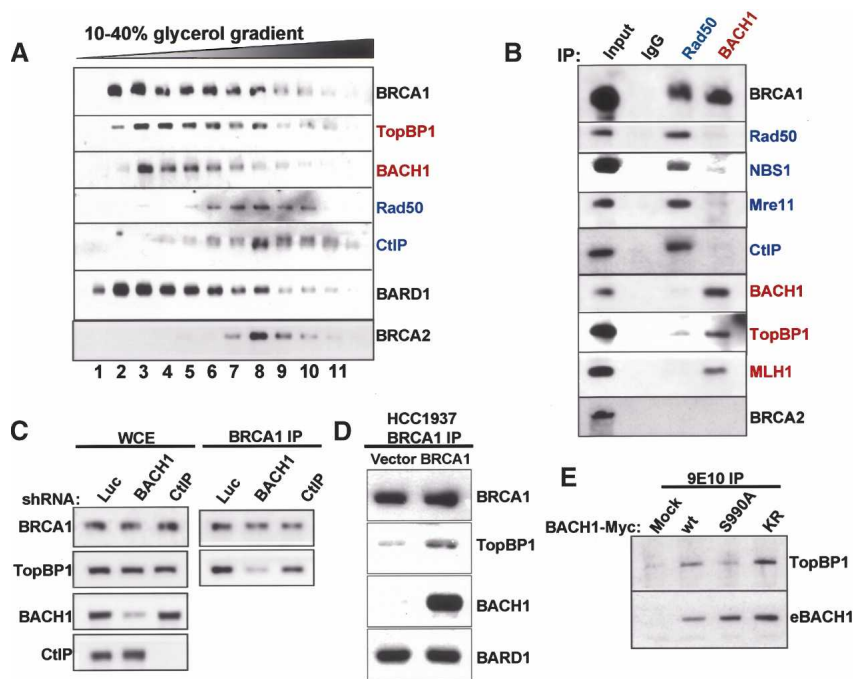 A
10-40% glycerol gradient
BRCA1
TopBP1
BACH1
Rad50
CtIP
BARD1
BRCA2
1 2 3 4 5 6 7 8 9 10 11
B
IP: Input IgG Rad50 BACH1
BRCA1
Rad50
NBS1
Mre11
CtIP
BACH1
TopBP1
MLH1
BRCA2
C
WCE BRCA1 IP
shRNA: Luc BACH1 CtIP Luc BACH1 CtIP
BRCA1
TopBP1
BACH1
CtIP
D
HCC1937
BRCA1 IP
Vector BRCA1
BRCA1
TopBP1
BACH1
BARD1
E
9E10 IP
BACH1-Myc: Mock wt S990A KR
TopBP1
eBACH1